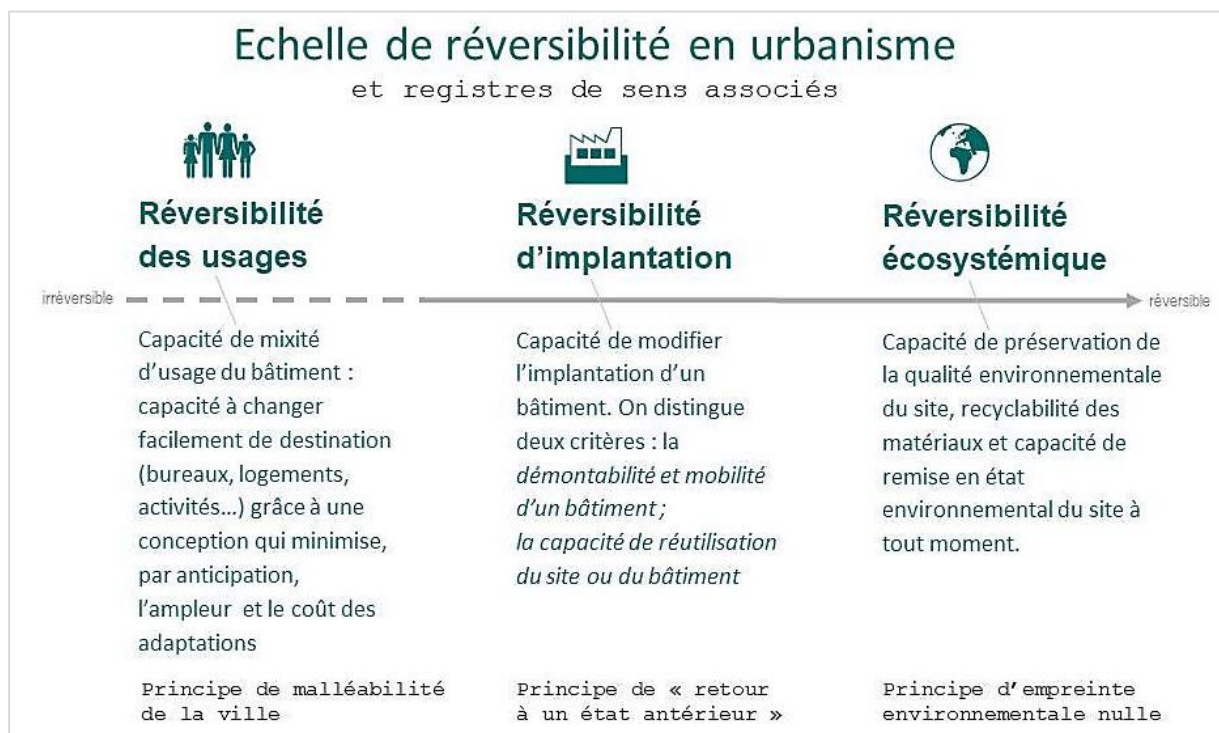 Echelle de réversibilité en urbanisme
et registres de sens associés
Réversibilité
des usages
Réversibilité
d'implantation
Réversibilité
écosystémique
irréversible
réversible
Capacité de mixité
d'usage du bâtiment :
capacité à changer
facilement de destination
(bureaux, logements,
activités...) grâce à une
conception qui minimise,
par anticipation,
l'ampleur et le coût des
adaptations
Capacité de modifier
l'implantation d'un
bâtiment. On distingue
deux critères : la
démontabilité et mobilité
d'un bâtiment ;
la capacité de réutilisation
du site ou du bâtiment
Capacité de préservation de
la qualité environnementale
du site, recyclabilité des
matériaux et capacité de
remise en état
environnemental du site à
tout moment.
Principe de malléabilité
de la ville
Principe de « retour
à un état antérieur »
Principe d'empreinte
environnementale nulle